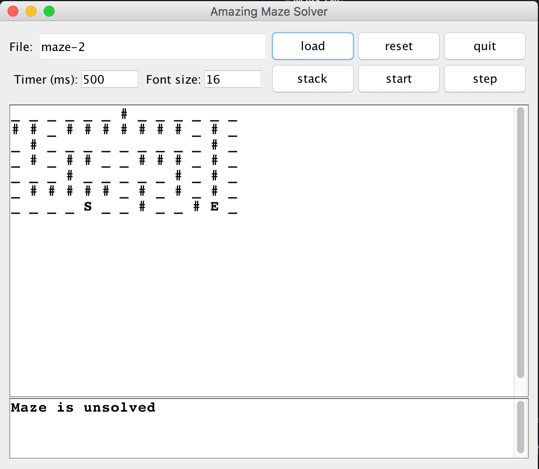 Amazing Maze Solver
File: maze-2 load reset quit
Timer (ms): 500 Font size: 16 stack start step
_ _ _ _ _ _ # _ _ _ _ _ _
# # _ # # # # # # # _ # _
_ # _ _ _ _ _ _ _ _ _ # _
_ # _ # # _ _ # # # _ # _
_ _ _ # _ _ _ _ _ # _ # _
_ # # # # # _ # _ # _ # _
_ _ _ _ S _ _ # _ _ # E _
Maze is unsolved